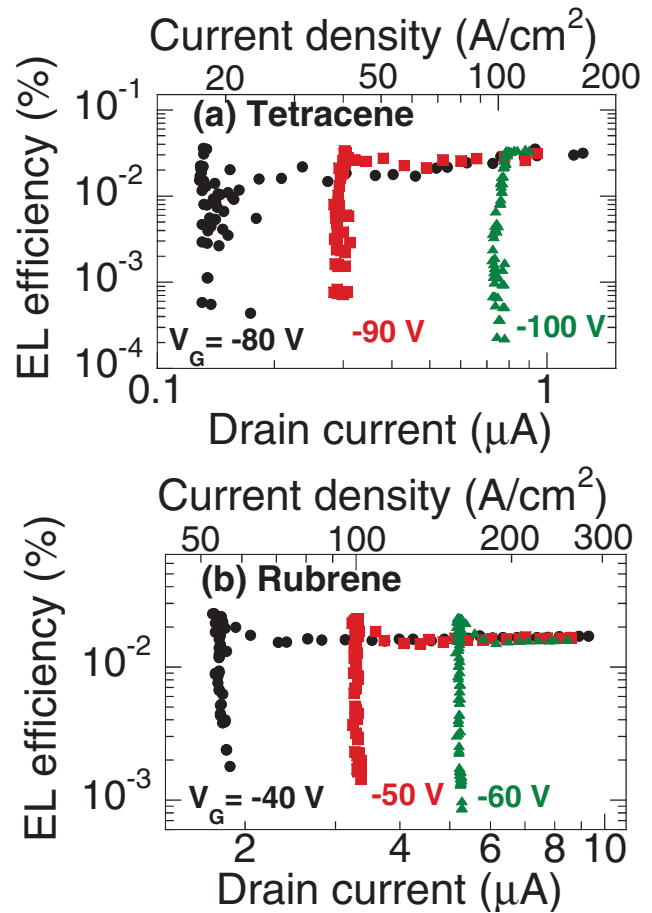 Current density (A/cm²)
20 50 100 200
EL efficiency (%)
10⁻¹
10⁻²
10⁻³
10⁻⁴
(a) Tetracene
V_G = -80 V -90 V -100 V
0.1 1
Drain current (μA)
Current density (A/cm²)
50 100 200 300
EL efficiency (%)
10⁻²
10⁻³
(b) Rubrene
V_G = -40 V -50 V -60 V
2 4 6 8 10
Drain current (μA)